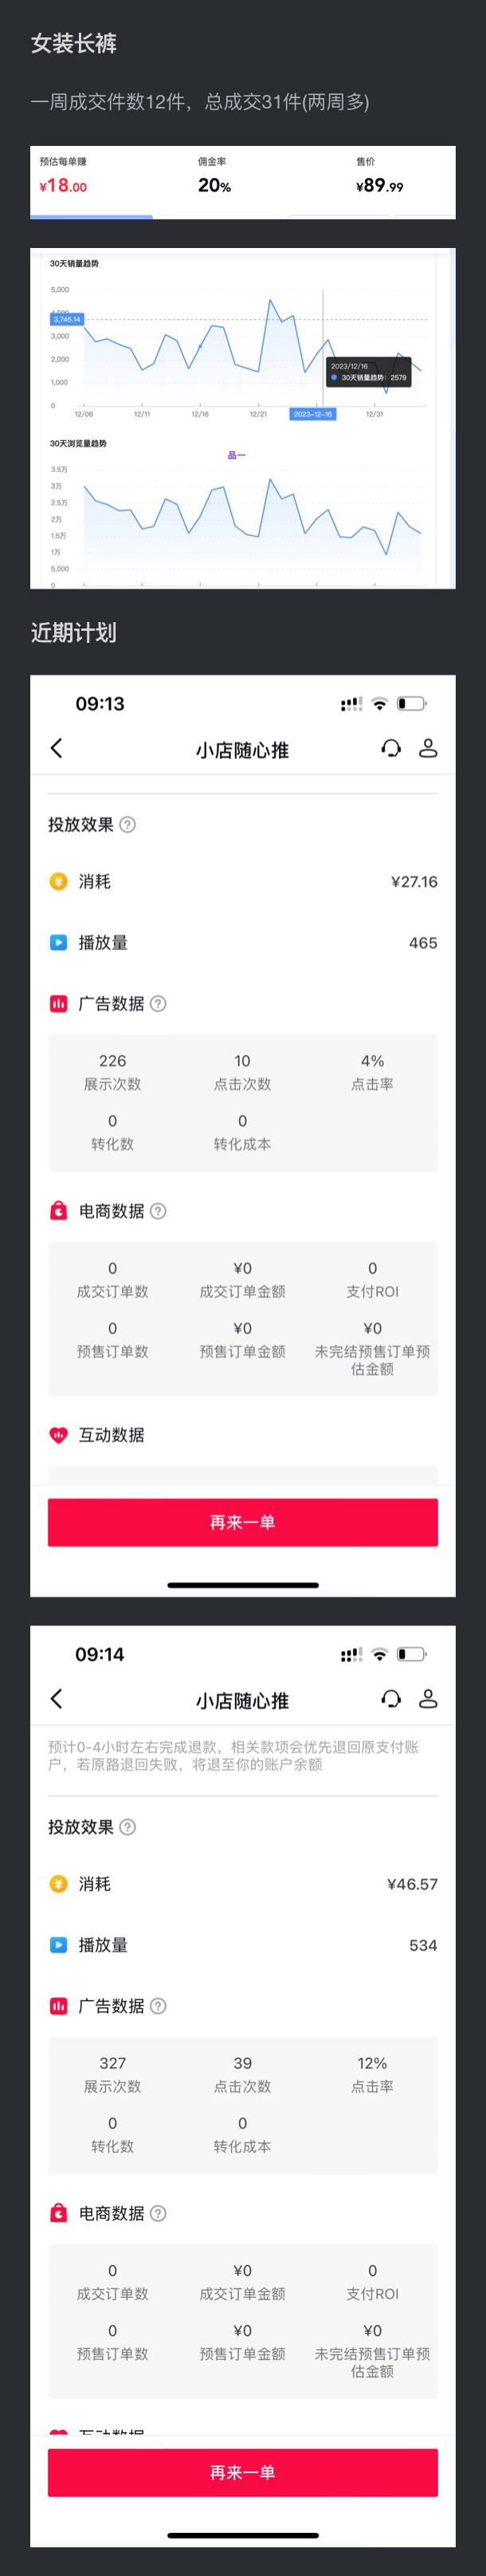 女装长裤
一周成交件数12件，总成交31件(两周多)
预估每单赚 佣金率 售价
¥18.00 20% ¥89.99
30天销量趋势
5,000
3,745.14
3,000
2,000
1,000
0
2023/12/16
30天销量趋势：2579
12/06 12/11 12/16 12/21 2023-12-16 12/31
30天浏览量趋势
品一
3.5万
3万
2.5万
2万
1.5万
1万
5,000
0
近期计划
09:13
小店随心推
投放效果 ?
消耗 ¥27.16
播放量 465
广告数据 ?
226 10 4%
展示次数 点击次数 点击率
0 0
转化数 转化成本
电商数据 ?
0 ¥0 0
成交订单数 成交订单金额 支付ROI
0 ¥0 ¥0
预售订单数 预售订单金额 未完结预售订单预
估金额
互动数据
再来一单
09:14
小店随心推
预计0-4小时左右完成退款，相关款项会优先退回原支付账
户，若原路退回失败，将退至你的账户余额
投放效果 ?
消耗 ¥46.57
播放量 534
广告数据 ?
327 39 12%
展示次数 点击次数 点击率
0 0
转化数 转化成本
电商数据 ?
0 ¥0 0
成交订单数 成交订单金额 支付ROI
0 ¥0 ¥0
预售订单数 预售订单金额 未完结预售订单预
估金额
再来一单